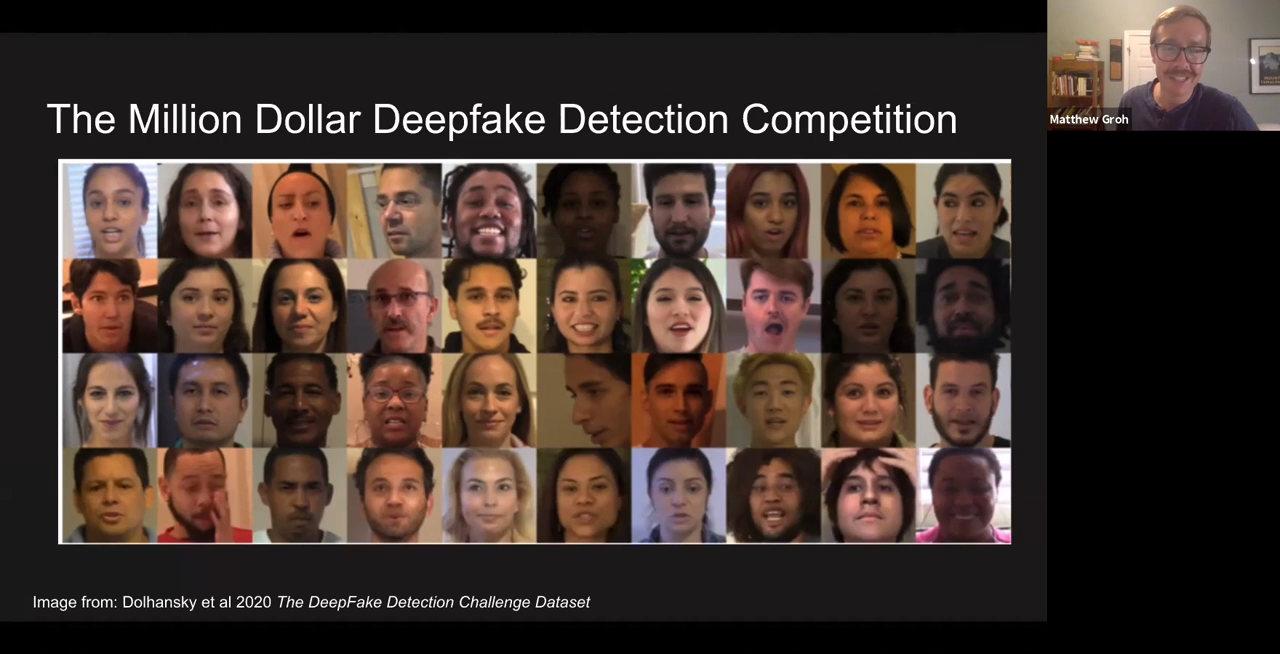 The Million Dollar Deepfake Detection Competition
Matthew Groh
Image from: Dolhansky et al 2020 The DeepFake Detection Challenge Dataset